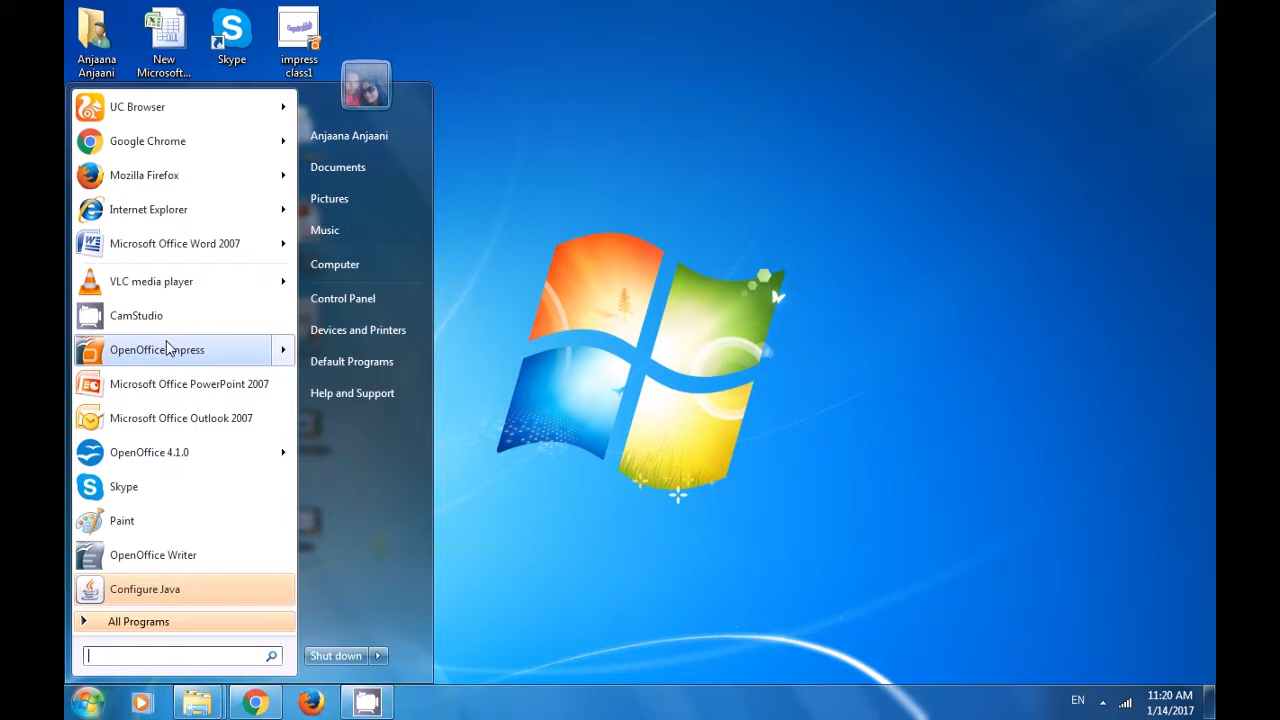 Anjaana
Anjaani
New
Microsoft...
Skype
impress
class1
UC Browser
Google Chrome
Mozilla Firefox
Internet Explorer
Microsoft Office Word 2007
VLC media player
CamStudio
OpenOffice Impress
Microsoft Office PowerPoint 2007
Microsoft Office Outlook 2007
OpenOffice 4.1.0
Skype
Paint
OpenOffice Writer
Configure Java
All Programs
Anjaana Anjaani
Documents
Pictures
Music
Computer
Control Panel
Devices and Printers
Default Programs
Help and Support
Shut down
EN
11:20 AM
1/14/2017